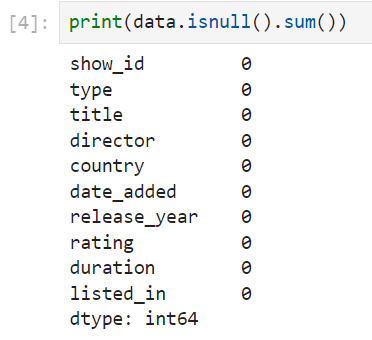 [4]: print(data.isnull().sum())
show_id 0
type 0
title 0
director 0
country 0
date_added 0
release_year 0
rating 0
duration 0
listed_in 0
dtype: int64